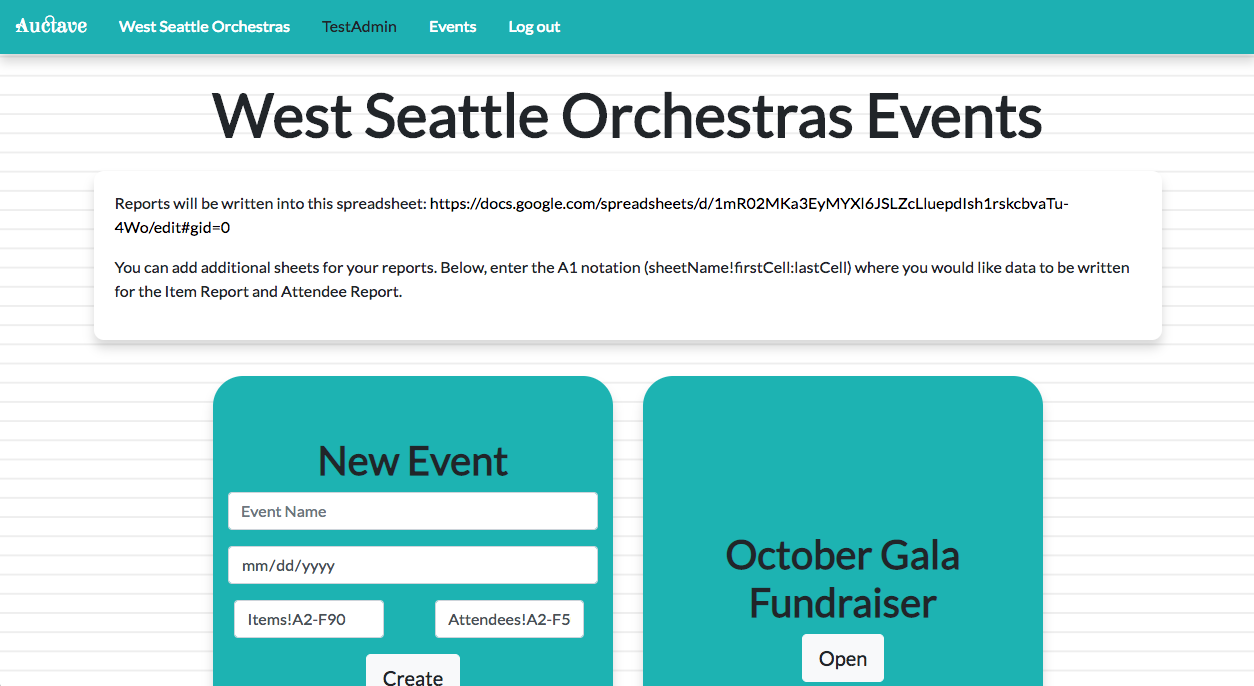 Auctave West Seattle Orchestras TestAdmin Events Log out
West Seattle Orchestras Events
Reports will be written into this spreadsheet: https://docs.google.com/spreadsheets/d/1mR02MKa3EyMYXl6JSLZcLluepdIsh1rskcbvaTu-
4Wo/edit#gid=0
You can add additional sheets for your reports. Below, enter the A1 notation (sheetName!firstCell:lastCell) where you would like data to be written
for the Item Report and Attendee Report.
New Event
Event Name
mm/dd/yyyy
Items!A2-F90 Attendees!A2-F5
Create
October Gala
Fundraiser
Open